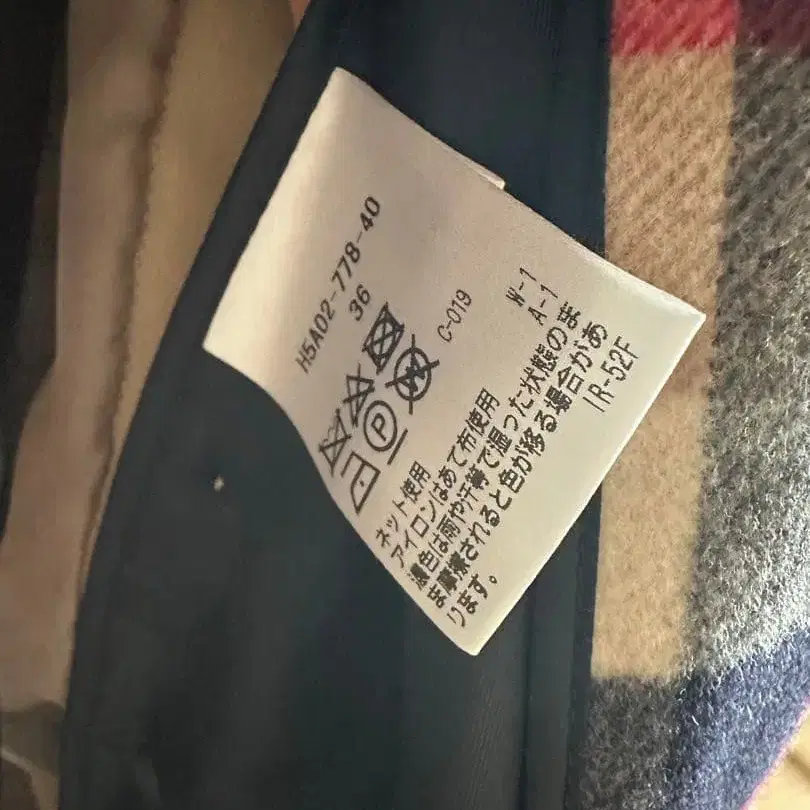 H5A02-778-40
36
P
W
C-019
ネット使用
アイロンはあて布使用
濃色は雨や汗等で湿った状態のま
ま摩擦されると色が移る場合があ
ります。
W-1
A-1
IR-52F